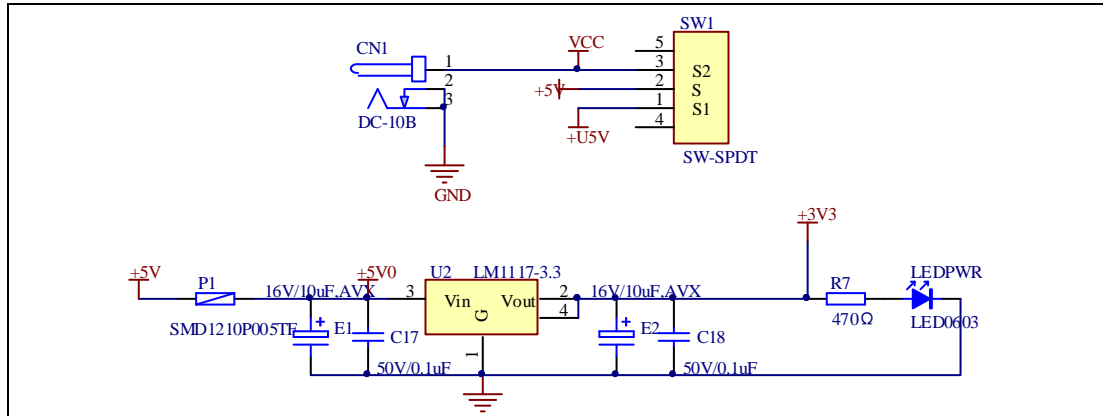 SW1
CN1
VCC
5
1
3
S2
2
+5V
2
S
3
1
S1
DC-10B
4
+U5V
SW-SPDT
GND
+3V3
+5V
P1
+5V0
U2
LM1117-3.3
R7
LEDPWR
16V/10uF,AVX
3
Vin
Vout
2
16V/10uF,AVX
4
G
SMD1210P005TF
E1
C17
E2
C18
470Ω
LED0603
1
50V/0.1uF
50V/0.1uF